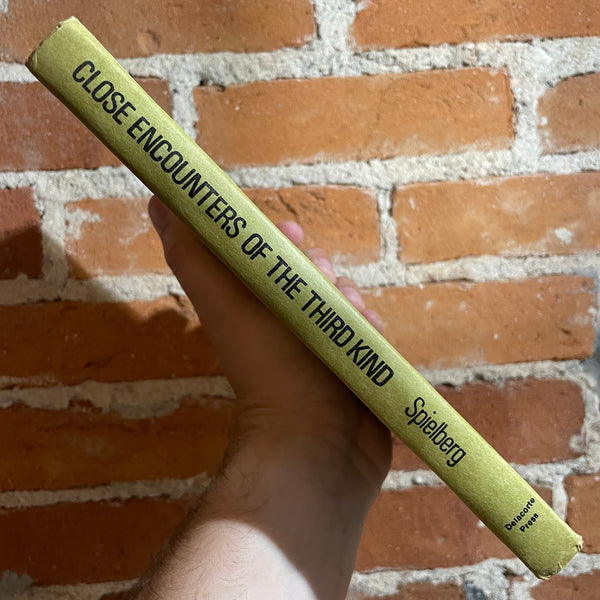 CLOSE ENCOUNTERS OF THE THIRD KIND
Spielberg
Delacorte
Press